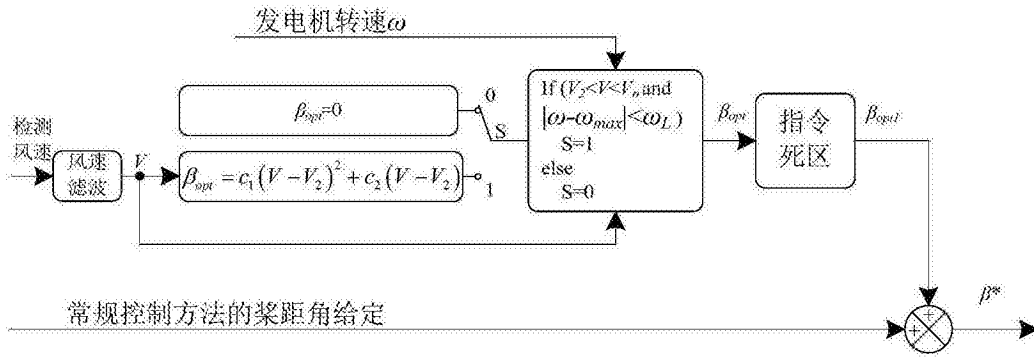 发电机转速ω
β_opt=0
0
S
If (V_2<V<V_n and
|ω-ω_max|<ω_L)
S=1
else
S=0
β_opt
指令
死区
β_opt1
检测
风速
风速
滤波
V
β_opt = c_1(V − V_2)^2 + c_2(V − V_2)
1
常规控制方法的桨距角给定
+
+
β*